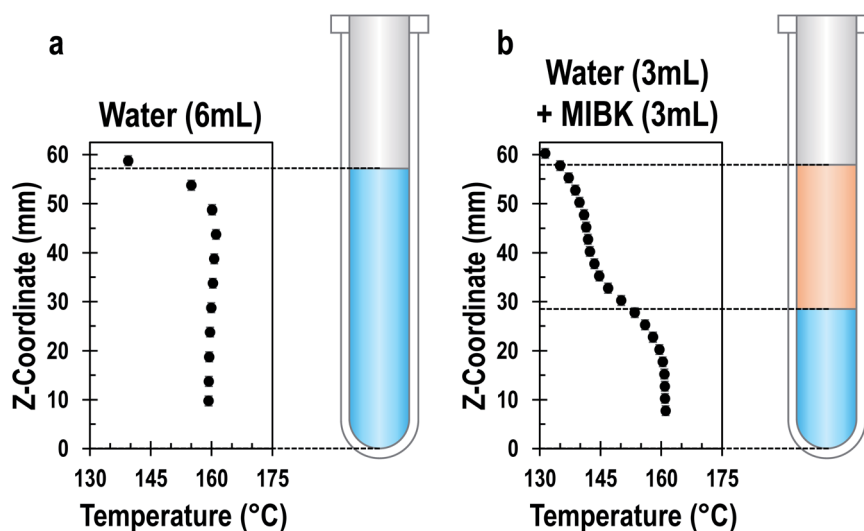 a
Water (6mL)
60
50
40
30
20
10
0
Z-Coordinate (mm)
130 145 160 175
Temperature (°C)
b
Water (3mL)
+ MIBK (3mL)
60
50
40
30
20
10
0
Z-Coordinate (mm)
130 145 160 175
Temperature (°C)